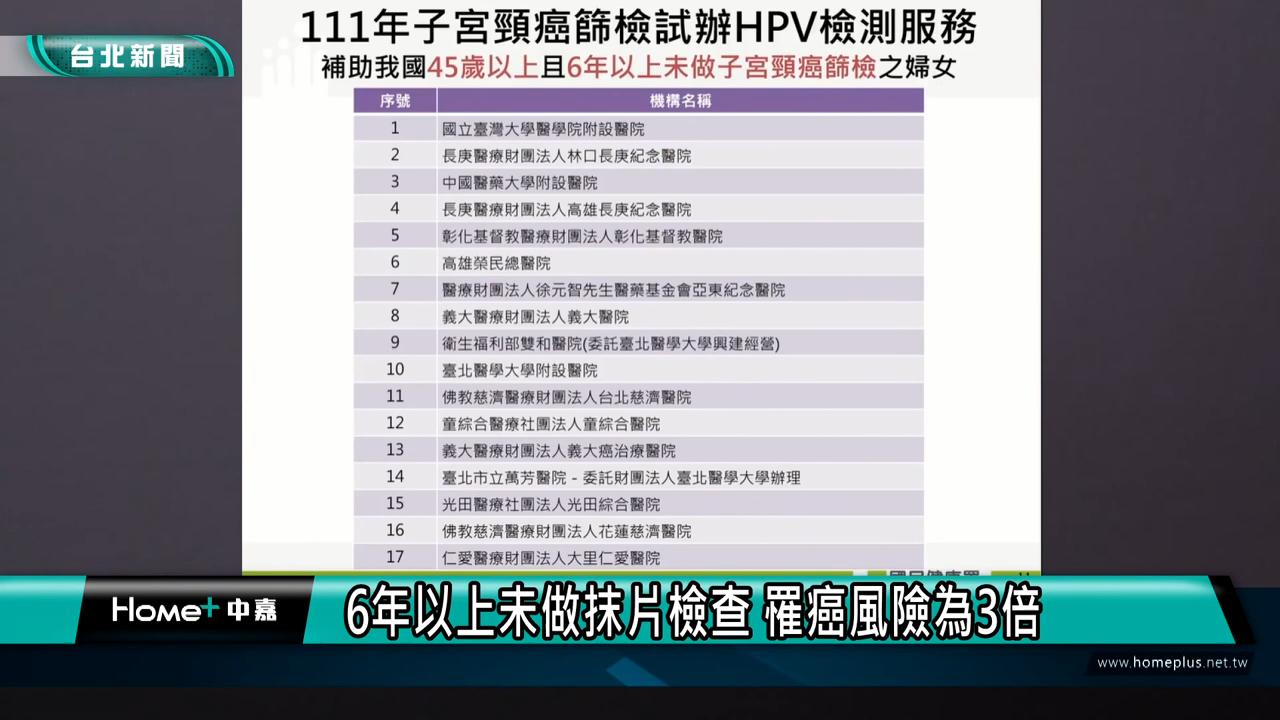 台北新聞
111年子宮頸癌篩檢試辦HPV檢測服務
補助我國45歲以上且6年以上未做子宮頸癌篩檢之婦女
序號 機構名稱
1 國立臺灣大學醫學院附設醫院
2 長庚醫療財團法人林口長庚紀念醫院
3 中國醫藥大學附設醫院
4 長庚醫療財團法人高雄長庚紀念醫院
5 彰化基督教醫療財團法人彰化基督教醫院
6 高雄榮民總醫院
7 醫療財團法人徐元智先生醫藥基金會亞東紀念醫院
8 義大醫療財團法人義大醫院
9 衛生福利部雙和醫院(委託臺北醫學大學興建經營)
10 臺北醫學大學附設醫院
11 佛教慈濟醫療財團法人台北慈濟醫院
12 童綜合醫療社團法人童綜合醫院
13 義大醫療財團法人義大癌治療醫院
14 臺北市立萬芳醫院－委託財團法人臺北醫學大學辦理
15 光田醫療社團法人光田綜合醫院
16 佛教慈濟醫療財團法人花蓮慈濟醫院
17 仁愛醫療財團法人大里仁愛醫院
Home+ 中嘉
6年以上未做抹片檢查 罹癌風險為3倍
www.homeplus.net.tw